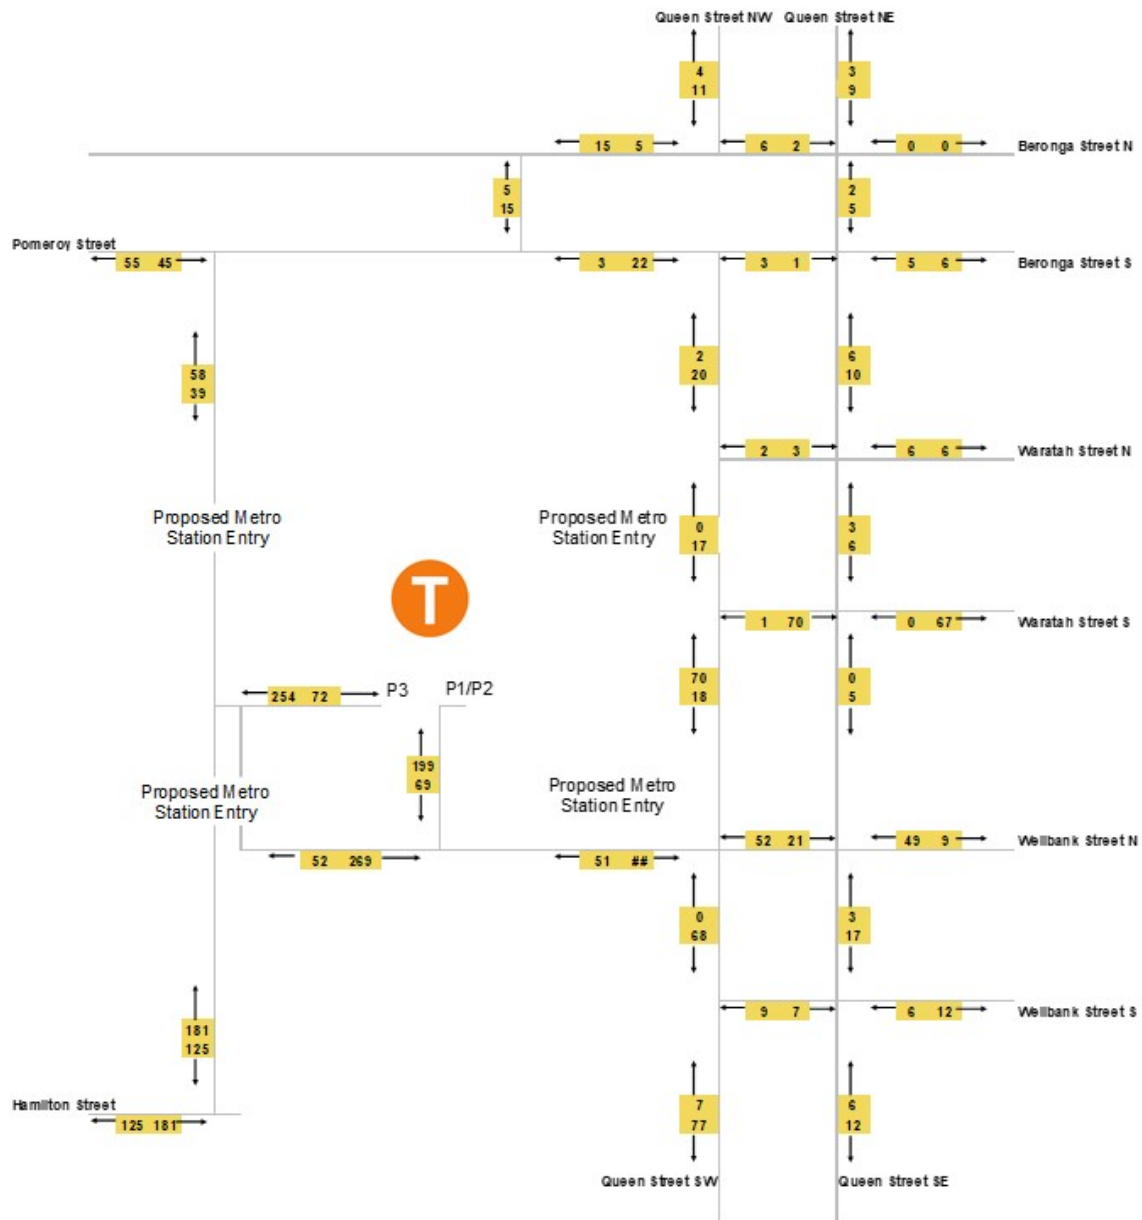 Queen Street NW Queen Street NE
4 3
11 9
15 5 6 2 0 0 Beronga Street N
5 2
15 5
Pomeroy Street
55 45 3 22 3 1 5 6 Beronga Street S
2 6
20 10
58
39
2 3 6 6 Waratah Street N
Proposed Metro Proposed Metro
Station Entry Station Entry
0 3
17 6
T
1 70 0 67 Waratah Street S
70 0
18 5
254 72 P3 P1/P2
199
69
Proposed Metro Proposed Metro
Station Entry Station Entry
52 21 49 9 Wellbank Street N
52 269 51 ##
0 3
68 17
9 7 6 12 Wellbank Street S
181
125
Hamilton Street
125 181
7 6
77 12
Queen Street SW Queen Street SE